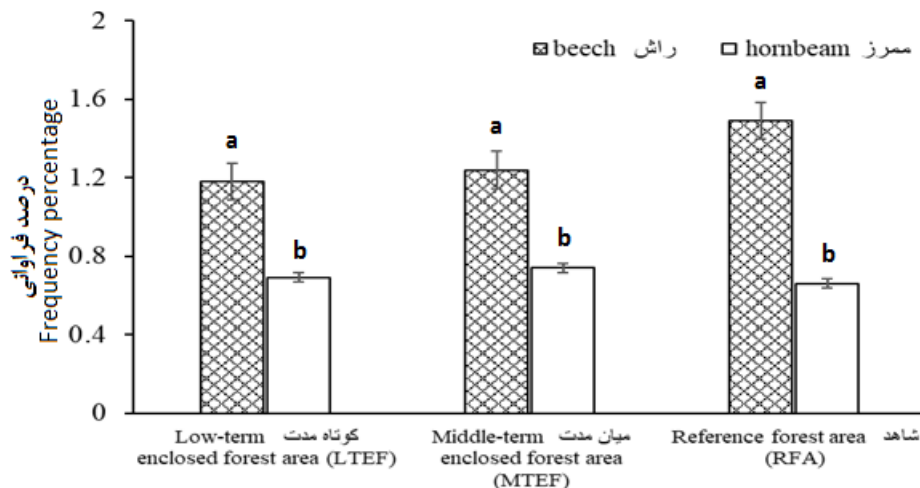 2
1.6
1.2
0.8
0.4
0
درصد فراوانی
Frequency percentage
beech راش
hornbeam ممرز
a
b
a
b
a
b
Low-term کوتاه مدت
enclosed forest area (LTEF)
Middle-term میان مدت
enclosed forest area
(MTEF)
Reference forest area شاهد
(RFA)